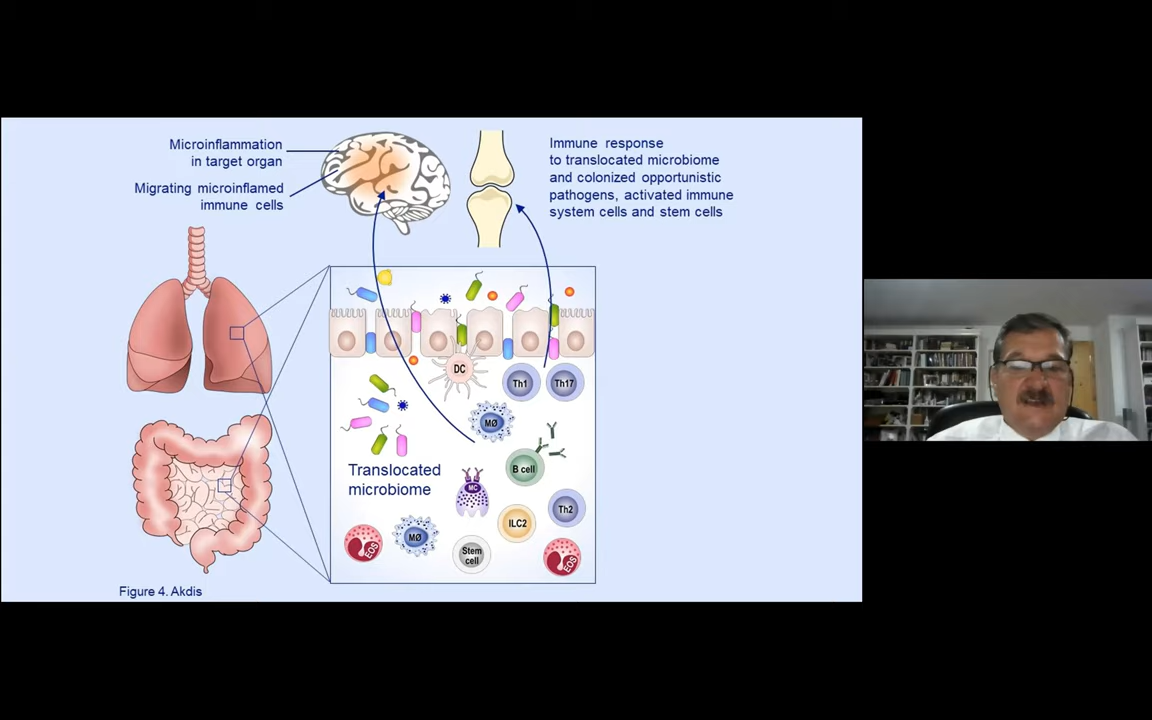 Microinflammation
in target organ
Migrating microinflamed
immune cells
Immune response
to translocated microbiome
and colonized opportunistic
pathogens, activated immune
system cells and stem cells
DC
Th1
Th17
MØ
B cell
Translocated
microbiome
MC
Th2
ILC2
MØ
EOS
Stem
cell
EOS
Figure 4. Akdis